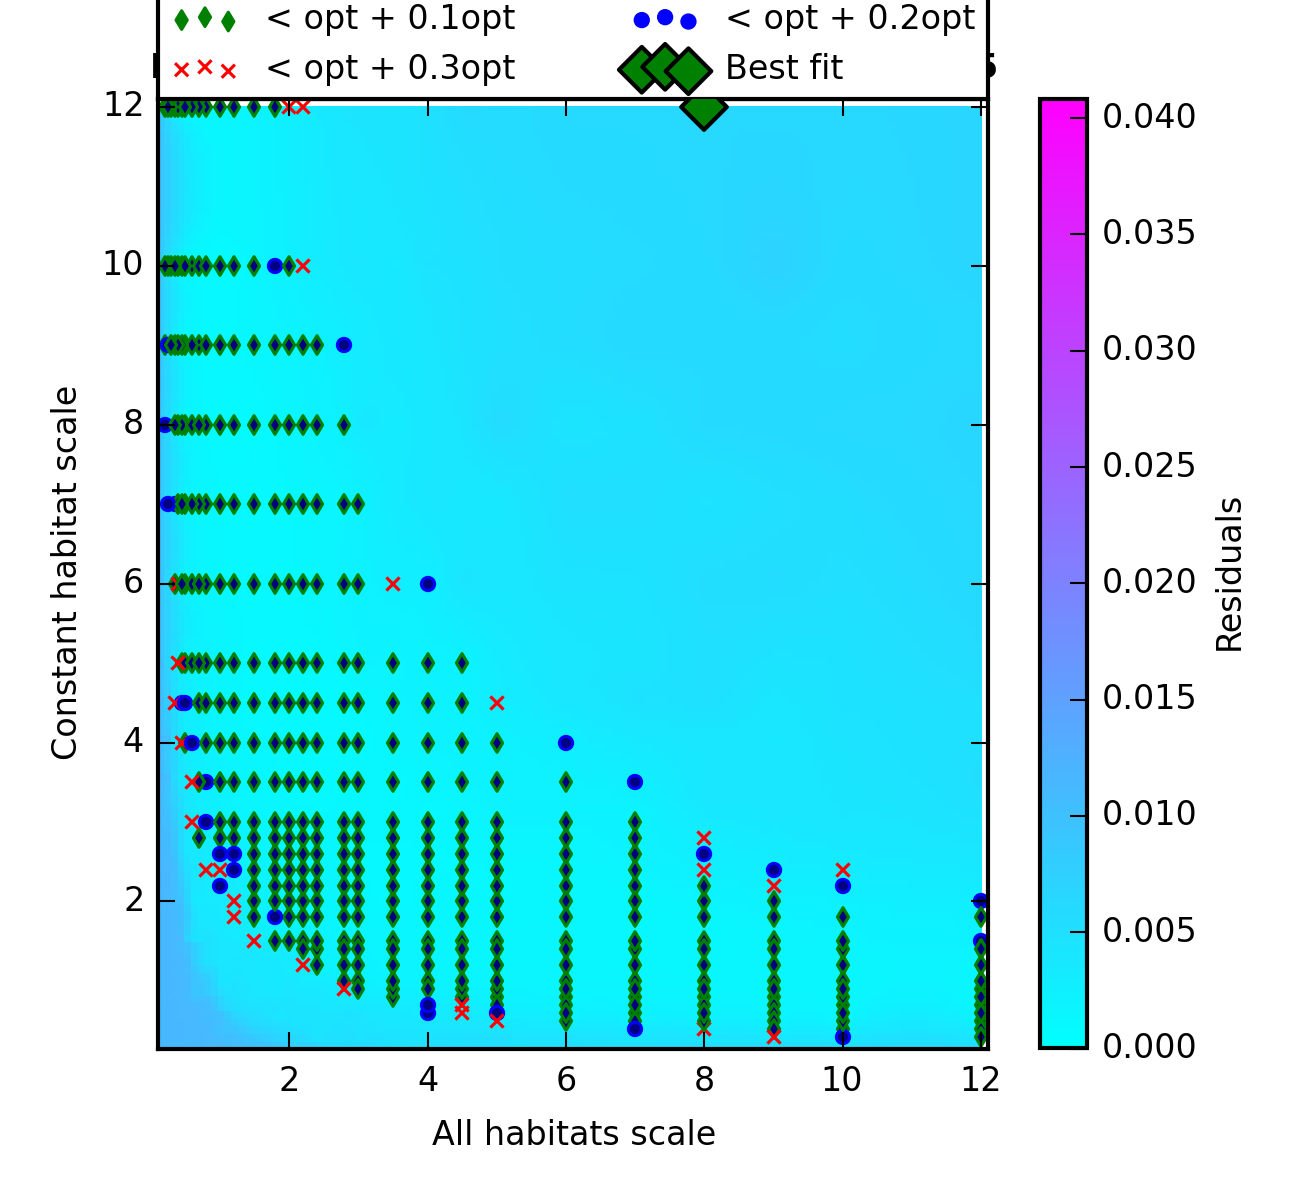 < opt + 0.1opt < opt + 0.2opt
< opt + 0.3opt Best fit
12
10
8
6
4
2
Constant habitat scale
2 4 6 8 10 12
All habitats scale
0.040
0.035
0.030
0.025
0.020
0.015
0.010
0.005
0.000
Residuals